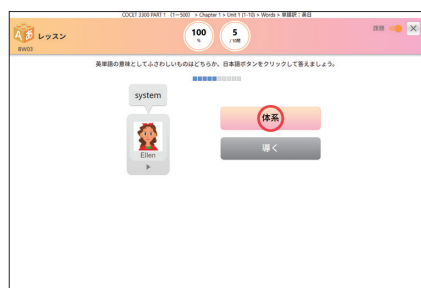 COCET 3300 PART 1 (1~500) > Chapter 1 > Unit 1 (1-10) > Words > 単語訳：英日
あ
レッスン
BW03
100
%
5
/10問
英単語の意味としてふさわしいものはどちらか、日本語ボタンをクリックして答えましょう。
system
Ellen
体系
導く